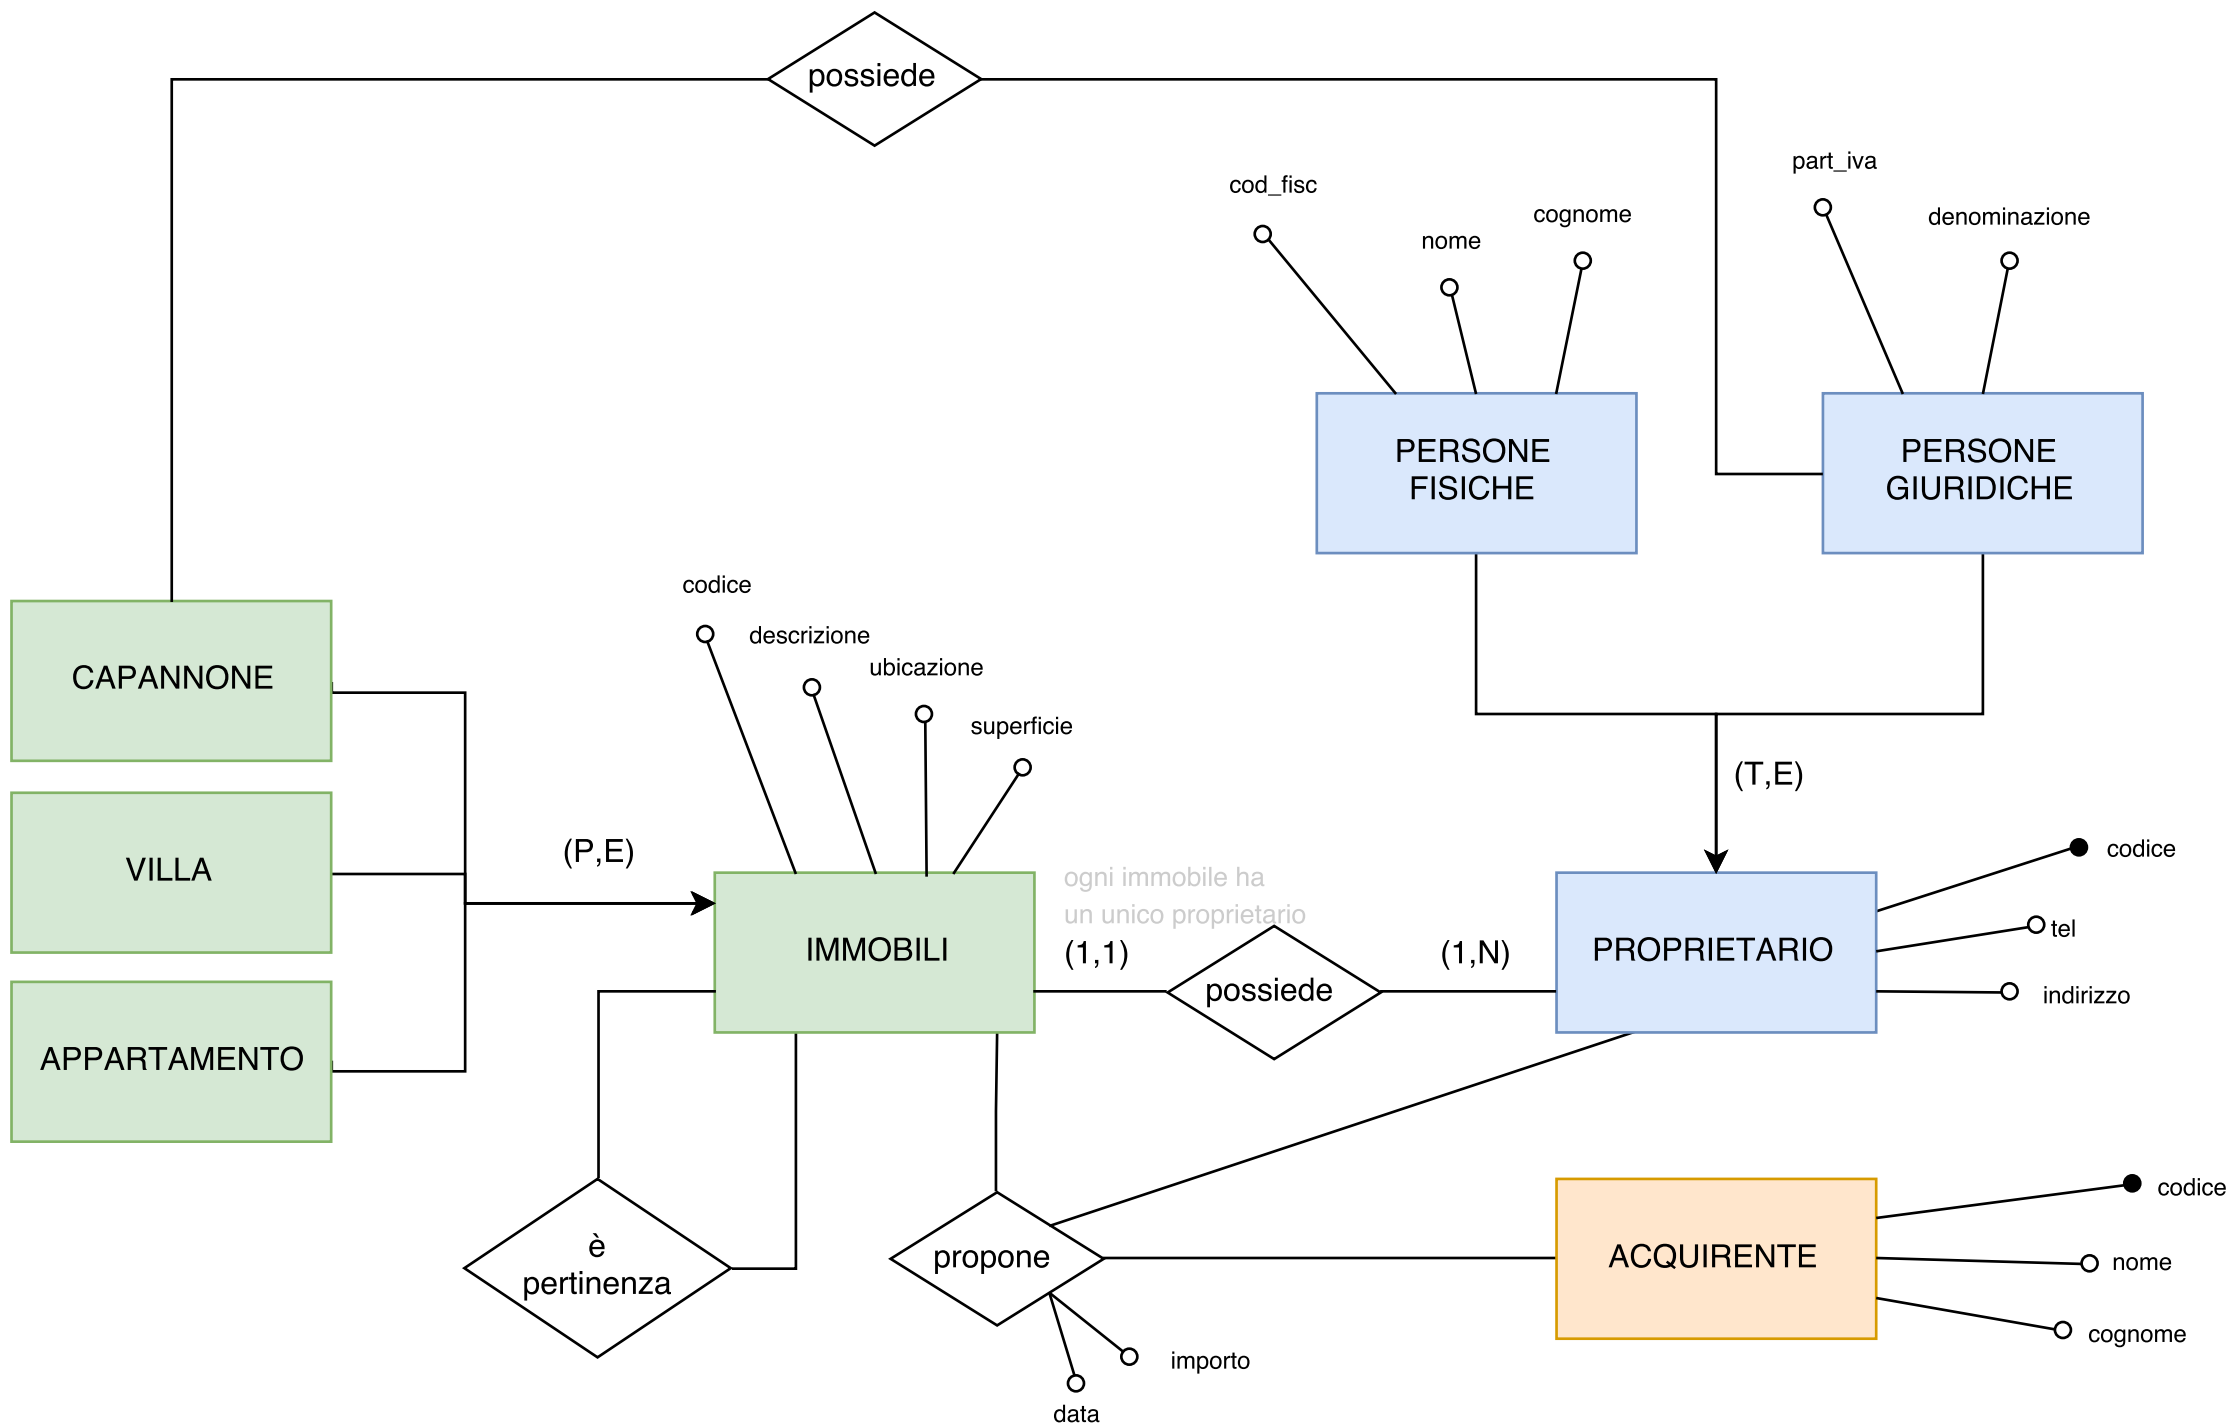 possiede
part_iva
cod_fisc
cognome
denominazione
nome
PERSONE
FISICHE
PERSONE
GIURIDICHE
codice
descrizione
ubicazione
superficie
CAPANNONE
(T,E)
VILLA
(P,E)
codice
ogni immobile ha
un unico proprietario
tel
IMMOBILI
(1,1)
(1,N)
PROPRIETARIO
possiede
indirizzo
APPARTAMENTO
codice
è
pertinenza
propone
ACQUIRENTE
nome
cognome
importo
data